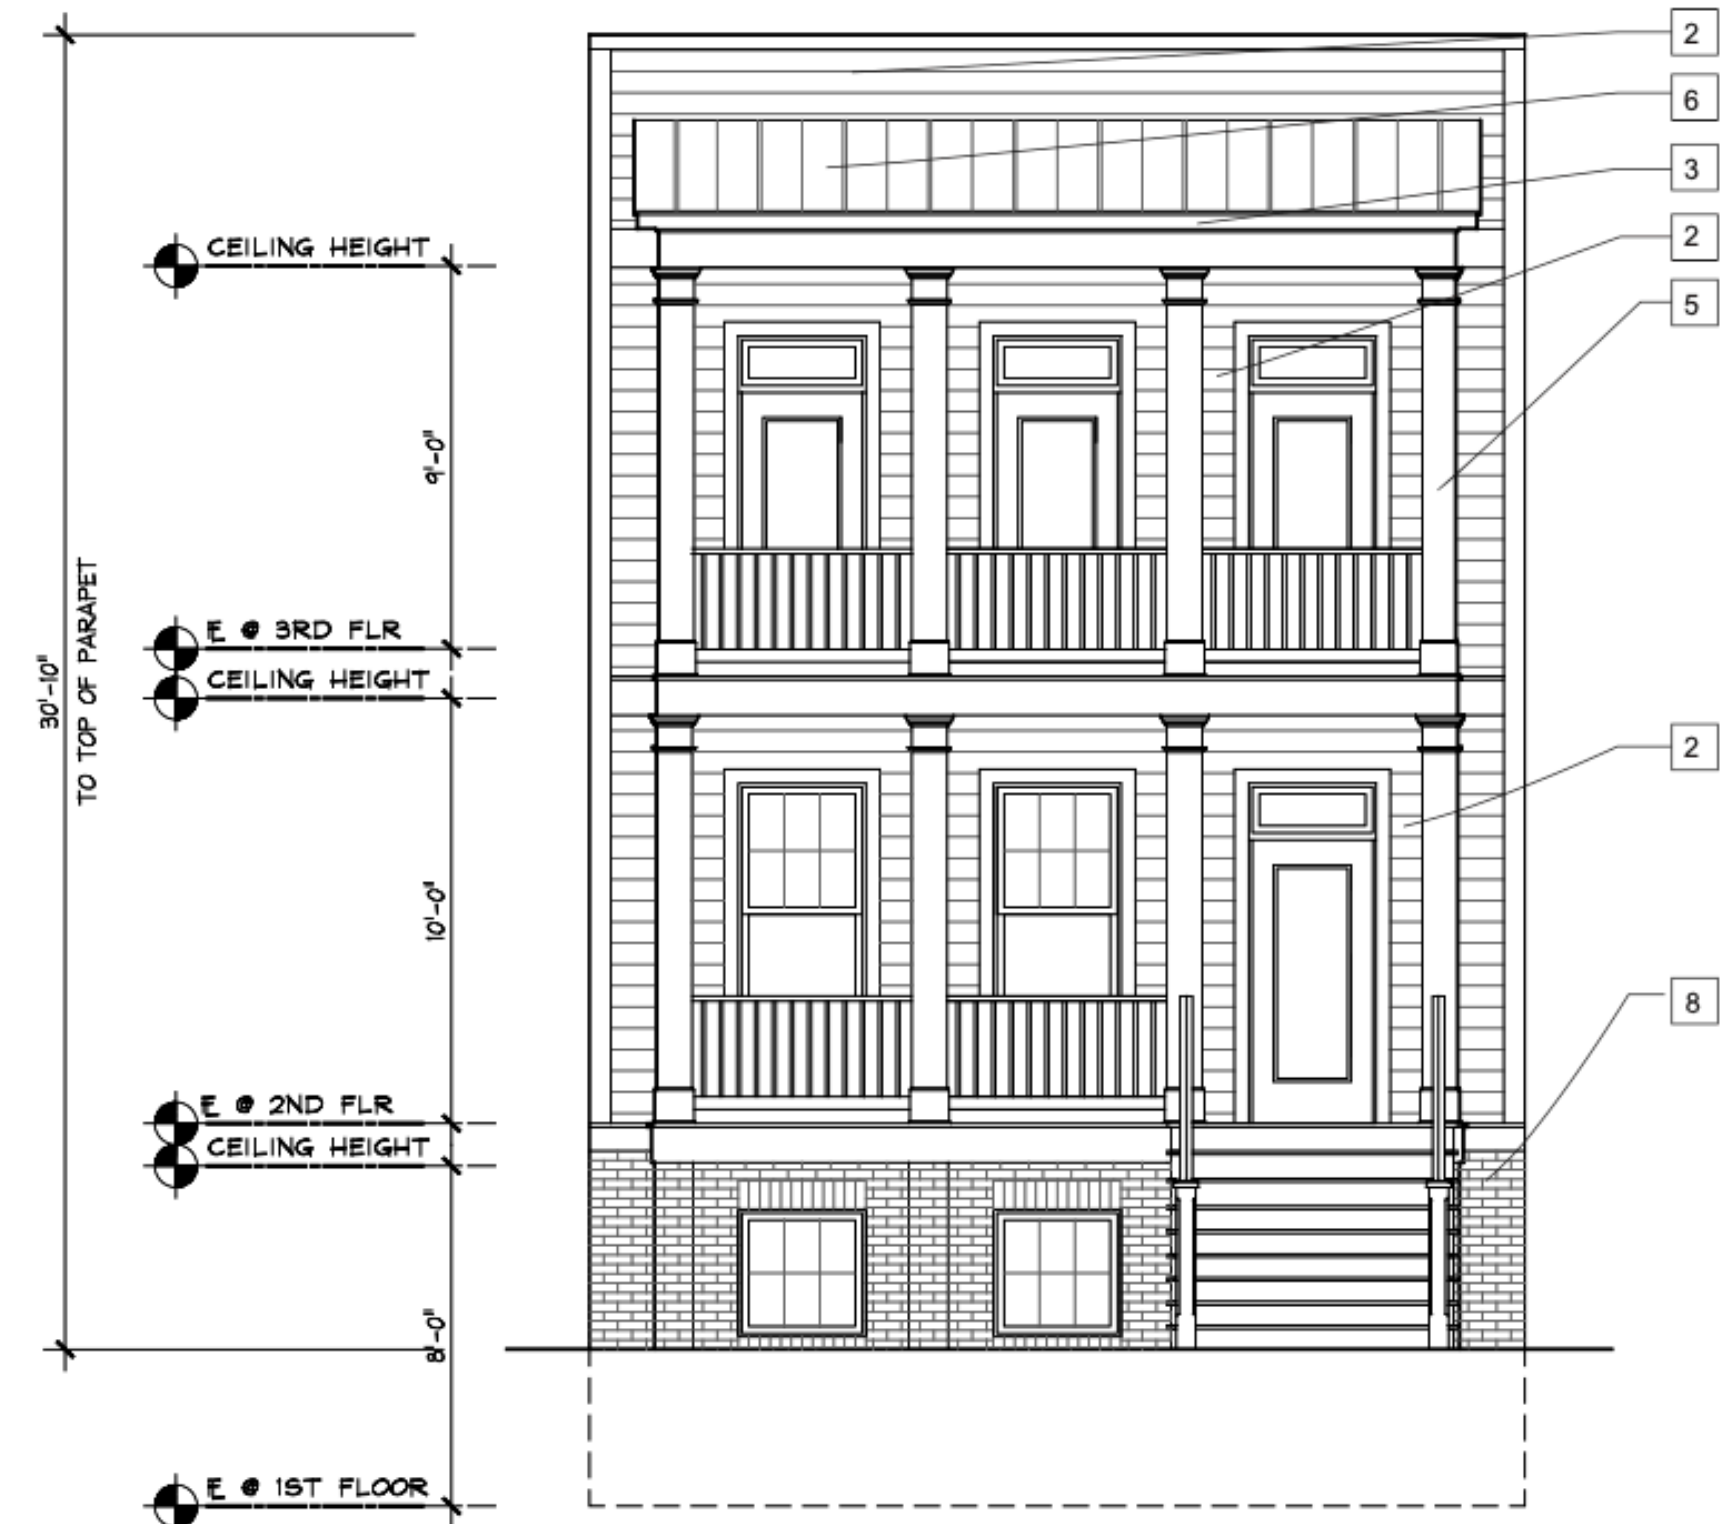 2
6
3
CEILING HEIGHT
2
5
9'-0"
30'-10"
TO TOP OF PARAPET
E @ 3RD FLR
CEILING HEIGHT
2
10'-0"
8
E @ 2ND FLR
CEILING HEIGHT
8'-0"
E @ 1ST FLOOR